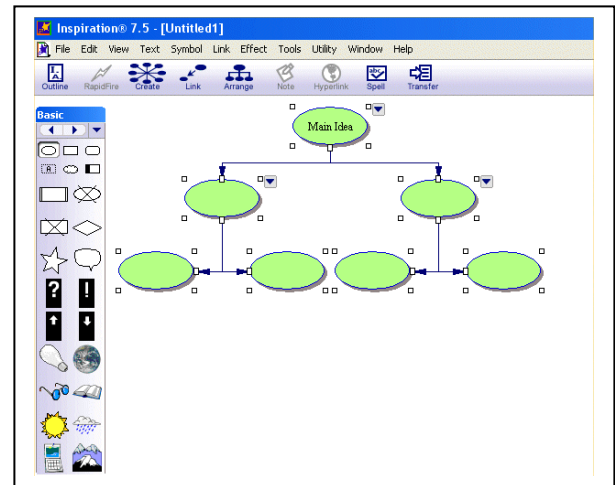 Inspiration® 7.5 - [Untitled1]
File Edit View Text Symbol Link Effect Tools Utility Window Help
Outline RapidFire Create Link Arrange Note Hyperlink Spell Transfer
Basic
Main Idea
A
? !